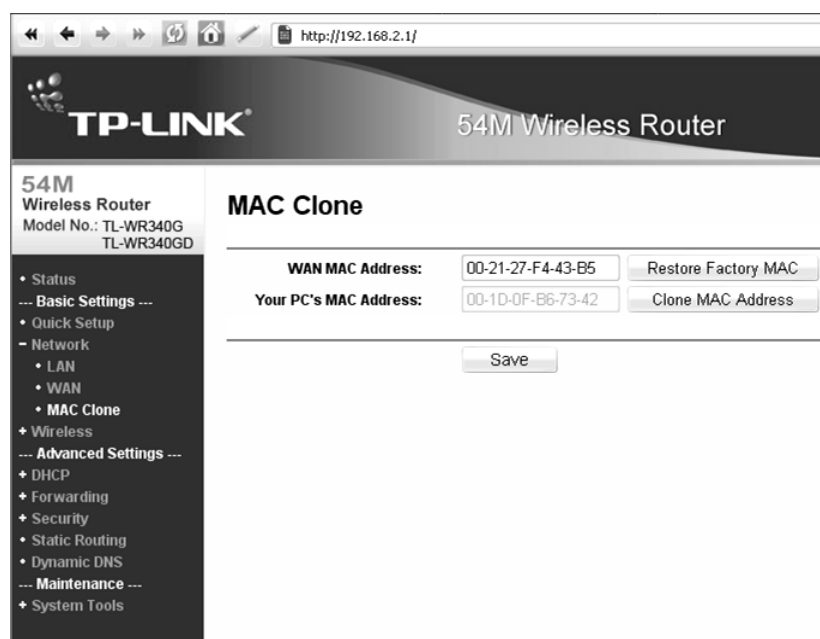 http://192.168.2.1/
TP-LINK®
54M Wireless Router
54M
Wireless Router
Model No.: TL-WR340G
TL-WR340GD
• Status
--- Basic Settings ---
• Quick Setup
− Network
• LAN
• WAN
• MAC Clone
+ Wireless
--- Advanced Settings ---
+ DHCP
+ Forwarding
+ Security
• Static Routing
• Dynamic DNS
--- Maintenance ---
+ System Tools
MAC Clone
WAN MAC Address: 00-21-27-F4-43-B5 Restore Factory MAC
Your PC's MAC Address: 00-1D-0F-B6-73-42 Clone MAC Address
Save